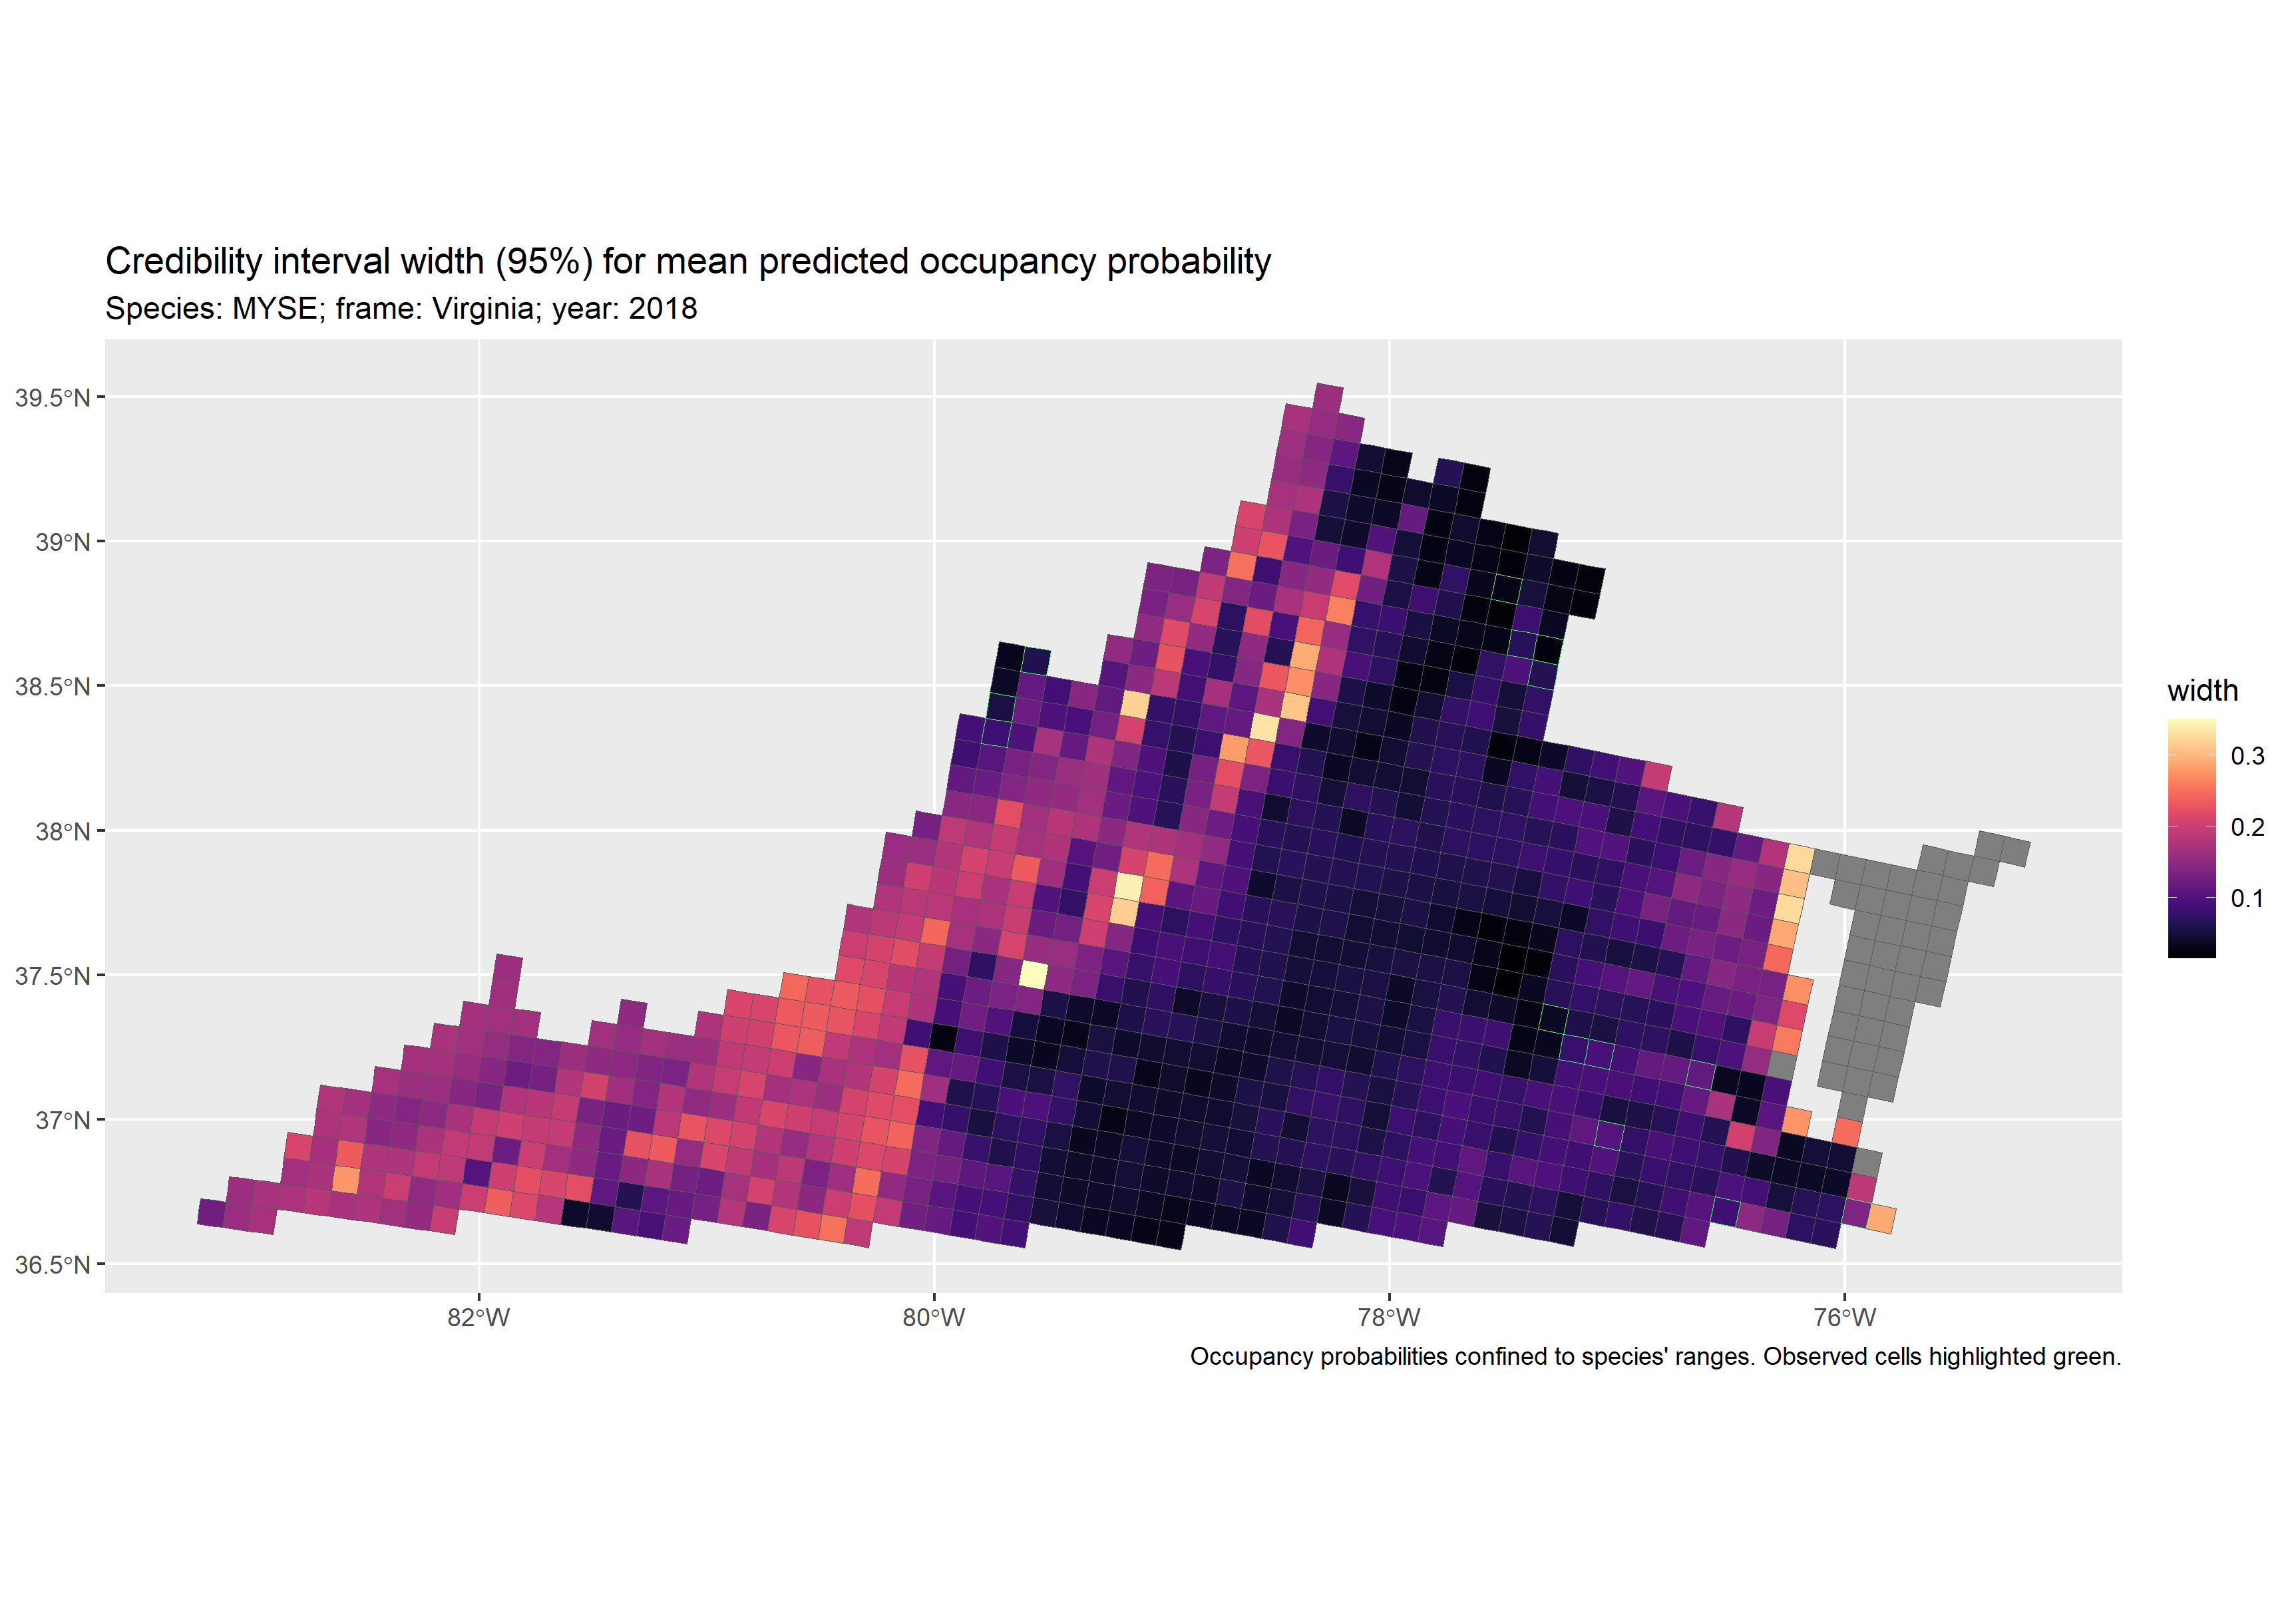 Credibility interval width (95%) for mean predicted occupancy probability
Species: MYSE; frame: Virginia; year: 2018
39.5°N
39°N
38.5°N
38°N
37.5°N
37°N
36.5°N
82°W
80°W
78°W
76°W
width
0.3
0.2
0.1
Occupancy probabilities confined to species' ranges. Observed cells highlighted green.